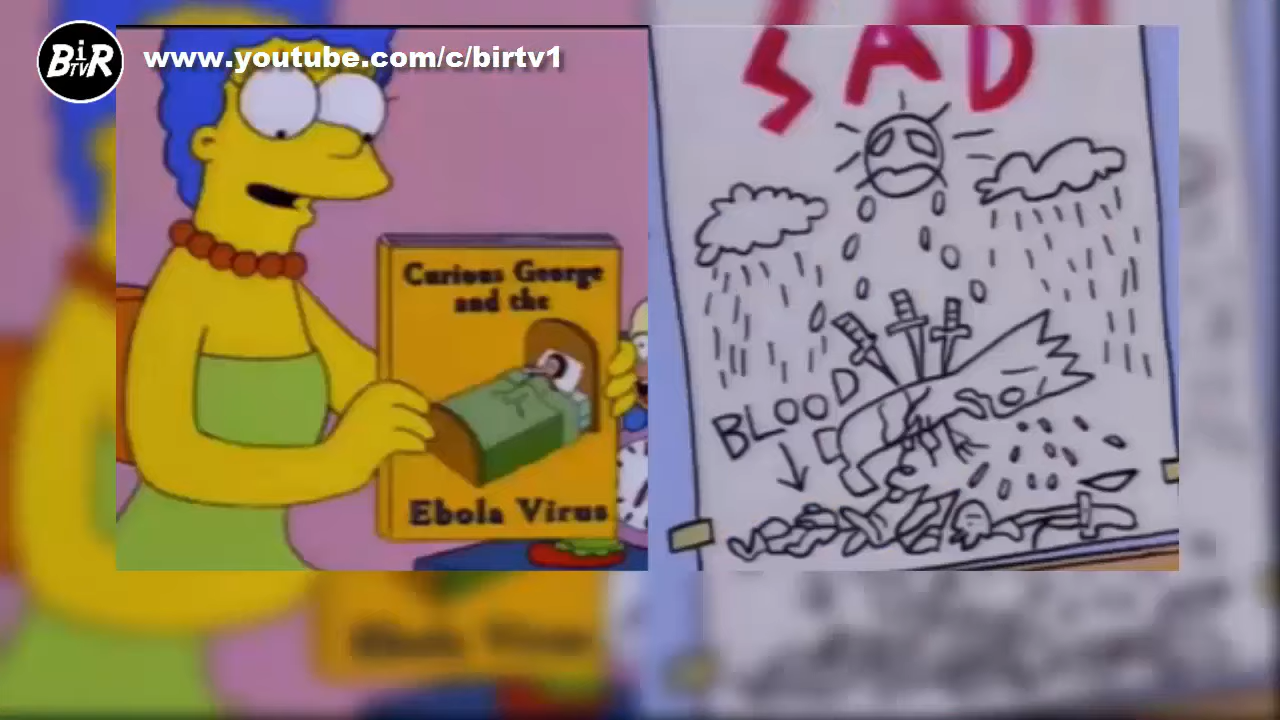 BiR
TV
www.youtube.com/c/birtv1
SAD
Curious George
and the
Ebola Virus
BLOOD